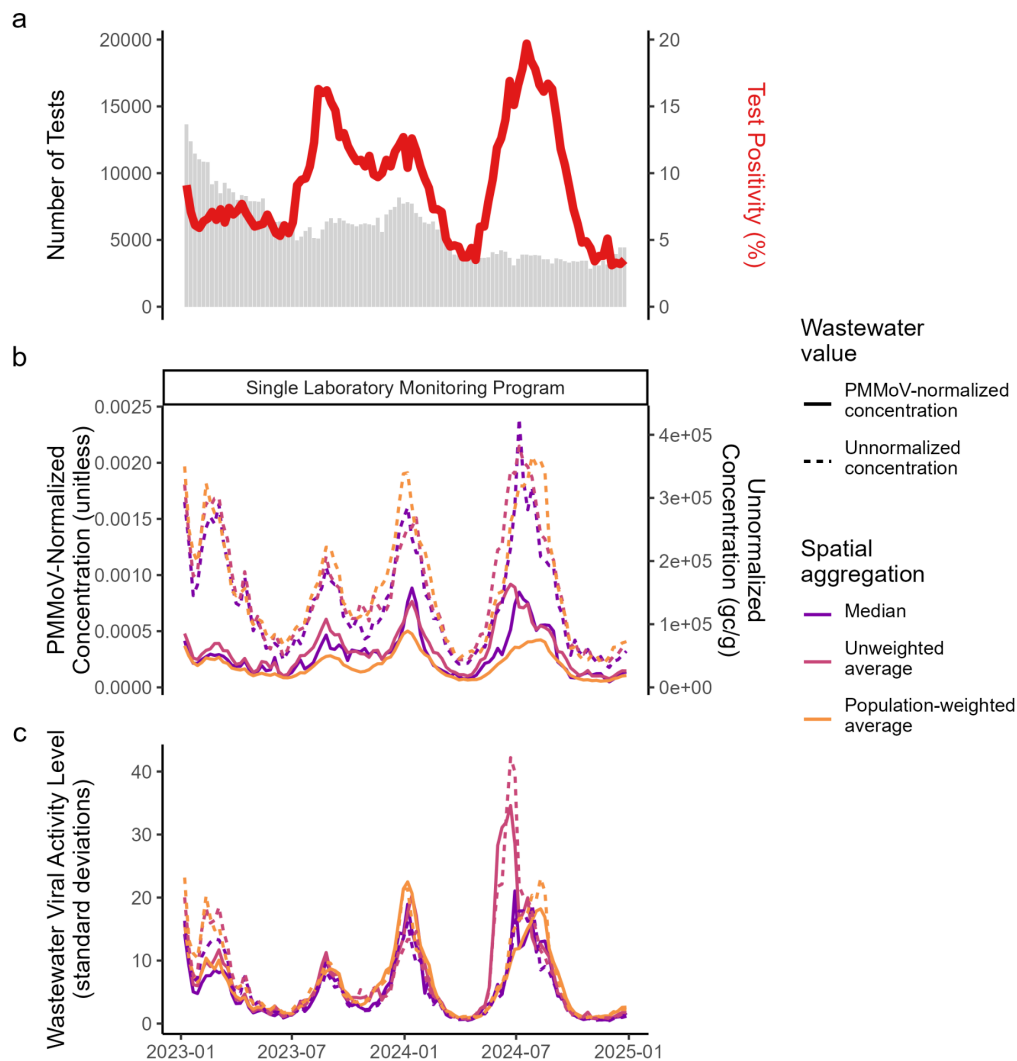 a
20000
15000
10000
5000
0
Number of Tests
20
15
10
5
0
Test Positivity (%)
b
Single Laboratory Monitoring Program
0.0025
0.0020
0.0015
0.0010
0.0005
0.0000
PMMoV-Normalized
Concentration (unitless)
4e+05
3e+05
2e+05
1e+05
0e+00
Unnormalized
Concentration (gc/g)
c
40
30
20
10
0
Wastewater Viral Activity Level
(standard deviations)
2023-01
2023-07
2024-01
2024-07
2025-01
Wastewater
value
PMMoV-normalized
concentration
Unnormalized
concentration
Spatial
aggregation
Median
Unweighted
average
Population-weighted
average